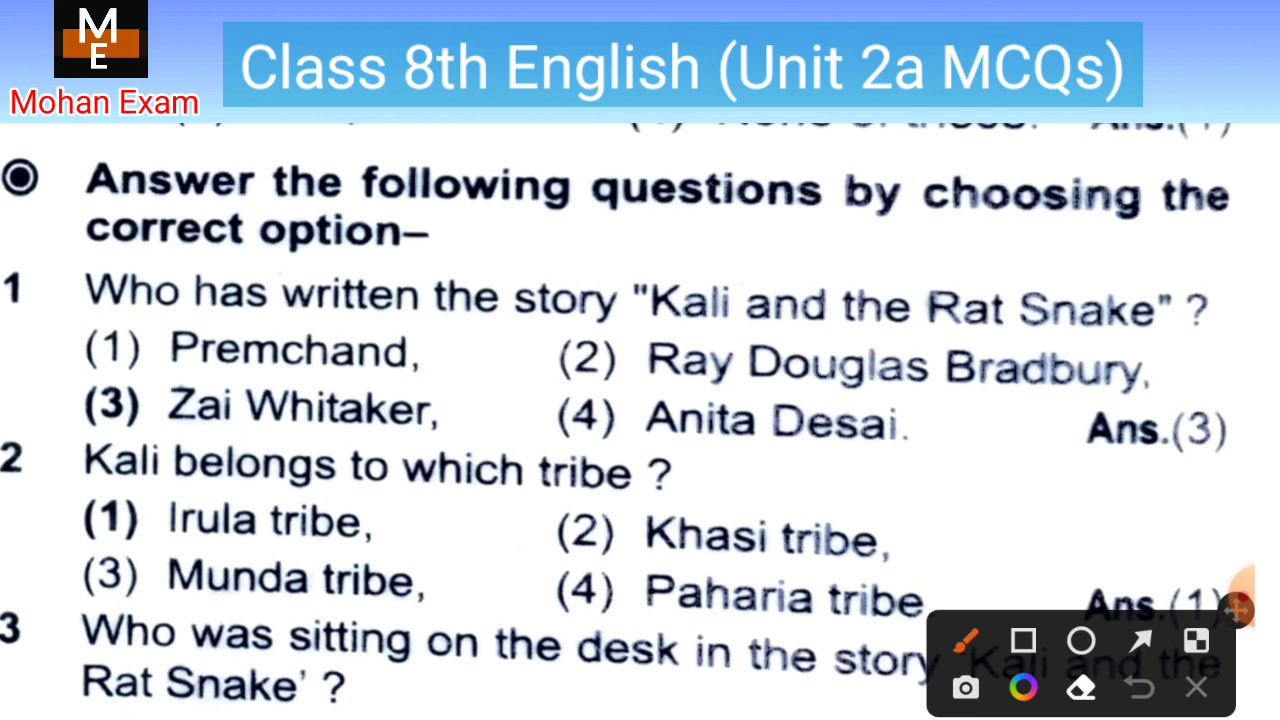 M
E
Mohan Exam
Class 8th English (Unit 2a MCQs)
Answer the following questions by choosing the
correct option–
1 Who has written the story "Kali and the Rat Snake" ?
(1) Premchand, (2) Ray Douglas Bradbury,
(3) Zai Whitaker, (4) Anita Desai. Ans.(3)
2 Kali belongs to which tribe ?
(1) Irula tribe, (2) Khasi tribe,
(3) Munda tribe, (4) Paharia tribe Ans.(1)
3 Who was sitting on the desk in the story 'Kali and the
Rat Snake' ?